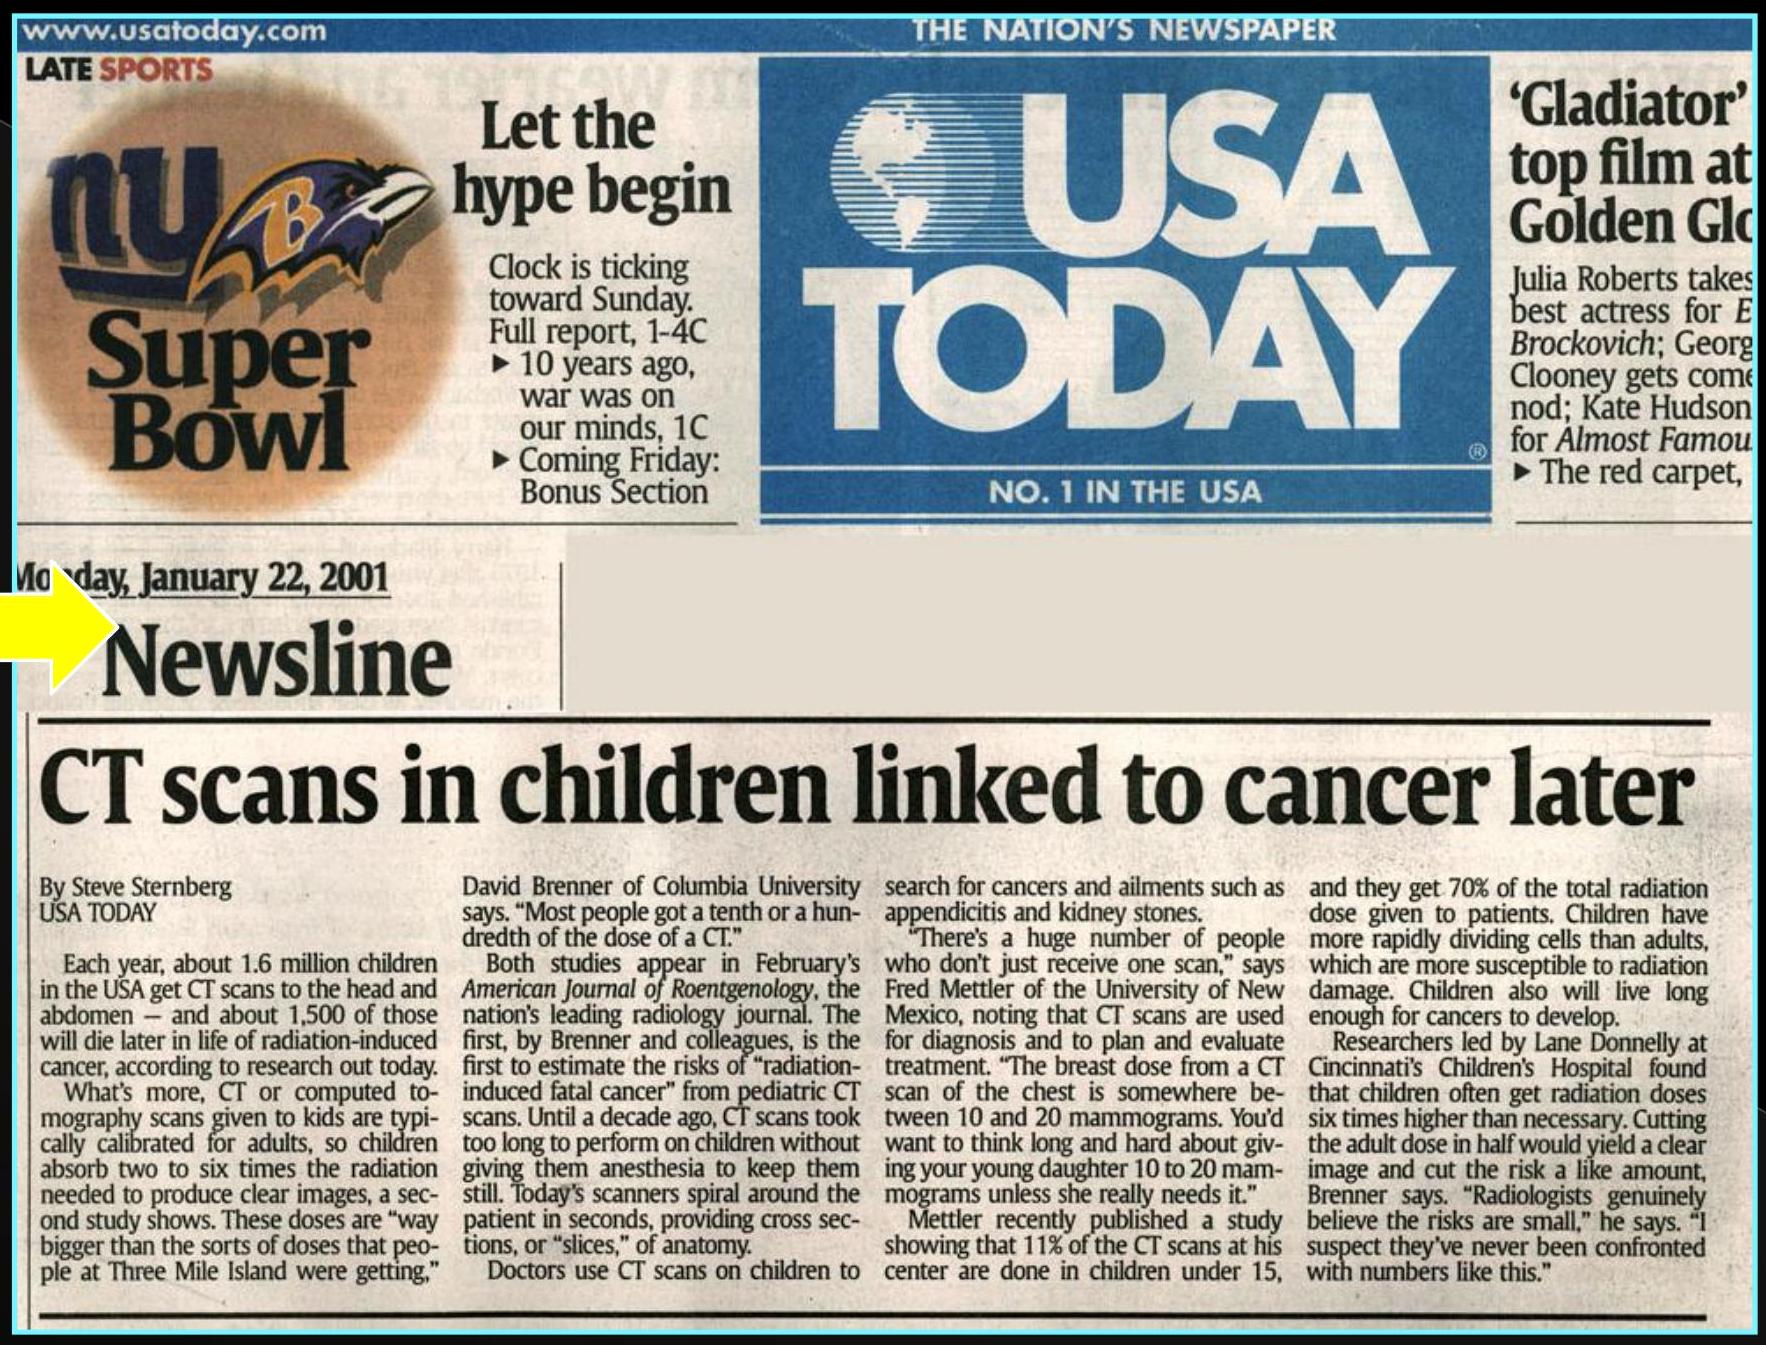 www.usatoday.com
THE NATION'S NEWSPAPER
LATE SPORTS
nu
B
Super
Bowl
Let the
hype begin
Clock is ticking
toward Sunday.
Full report, 1-4C
▶ 10 years ago,
war was on
our minds, 1C
▶ Coming Friday:
Bonus Section
USA
TODAY
®
NO. 1 IN THE USA
‘Gladiator’
top film at
Golden Glo
Julia Roberts takes
best actress for E
Brockovich; Georg
Clooney gets come
nod; Kate Hudson
for Almost Famou
▶ The red carpet,
Monday, January 22, 2001
Newsline
CT scans in children linked to cancer later
By Steve Sternberg
USA TODAY
Each year, about 1.6 million children
in the USA get CT scans to the head and
abdomen — and about 1,500 of those
will die later in life of radiation-induced
cancer, according to research out today.
What's more, CT or computed to-
mography scans given to kids are typi-
cally calibrated for adults, so children
absorb two to six times the radiation
needed to produce clear images, a sec-
ond study shows. These doses are “way
bigger than the sorts of doses that peo-
ple at Three Mile Island were getting,”
David Brenner of Columbia University
says. “Most people got a tenth or a hun-
dredth of the dose of a CT.”
Both studies appear in February's
American Journal of Roentgenology, the
nation's leading radiology journal. The
first, by Brenner and colleagues, is the
first to estimate the risks of “radiation-
induced fatal cancer” from pediatric CT
scans. Until a decade ago, CT scans took
too long to perform on children without
giving them anesthesia to keep them
still. Today's scanners spiral around the
patient in seconds, providing cross sec-
tions, or “slices,” of anatomy.
Doctors use CT scans on children to
search for cancers and ailments such as
appendicitis and kidney stones.
“There's a huge number of people
who don't just receive one scan,” says
Fred Mettler of the University of New
Mexico, noting that CT scans are used
for diagnosis and to plan and evaluate
treatment. “The breast dose from a CT
scan of the chest is somewhere be-
tween 10 and 20 mammograms. You'd
want to think long and hard about giv-
ing your young daughter 10 to 20 mam-
mograms unless she really needs it.”
Mettler recently published a study
showing that 11% of the CT scans at his
center are done in children under 15,
and they get 70% of the total radiation
dose given to patients. Children have
more rapidly dividing cells than adults,
which are more susceptible to radiation
damage. Children also will live long
enough for cancers to develop.
Researchers led by Lane Donnelly at
Cincinnati's Children's Hospital found
that children often get radiation doses
six times higher than necessary. Cutting
the adult dose in half would yield a clear
image and cut the risk a like amount,
Brenner says. “Radiologists genuinely
believe the risks are small,” he says. “I
suspect they've never been confronted
with numbers like this.”